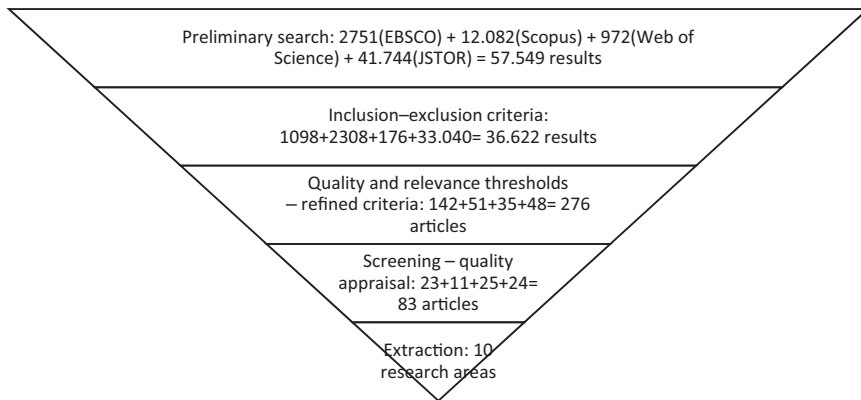 Preliminary search: 2751(EBSCO) + 12.082(Scopus) + 972(Web of
Science) + 41.744(JSTOR) = 57.549 results
Inclusion–exclusion criteria:
1098+2308+176+33.040= 36.622 results
Quality and relevance thresholds
– refined criteria: 142+51+35+48= 276
articles
Screening – quality
appraisal: 23+11+25+24=
83 articles
Extraction: 10
research areas